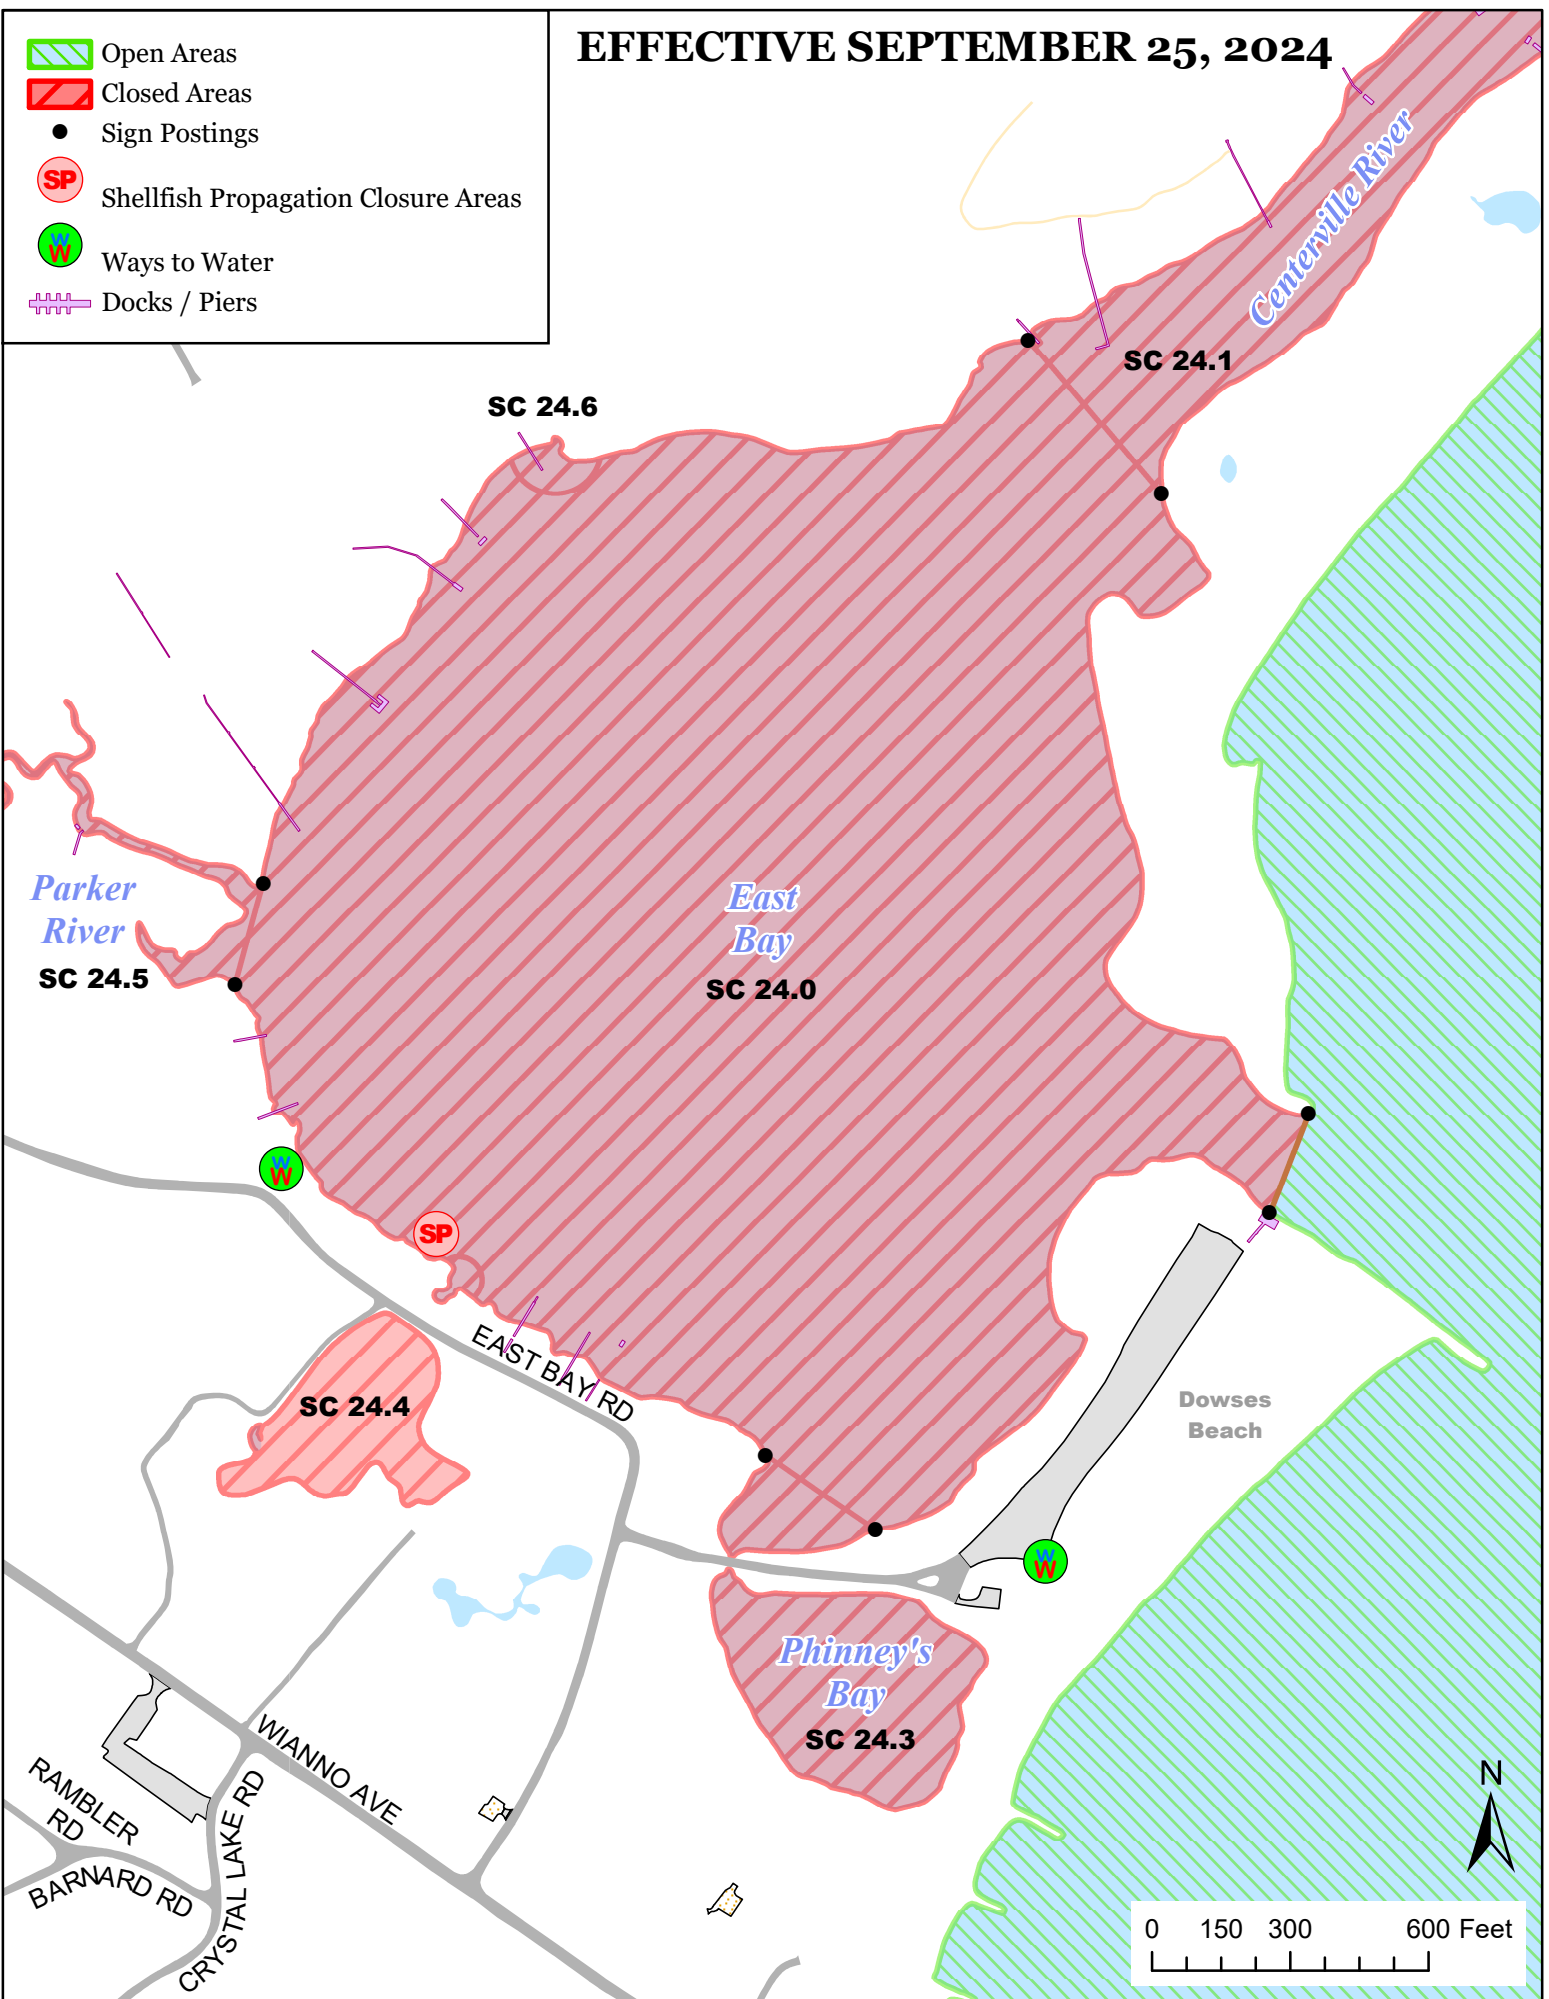 EFFECTIVE SEPTEMBER 25, 2024
Open Areas
Closed Areas
Sign Postings
SP
Shellfish Propagation Closure Areas
W
W
Ways to Water
Docks / Piers
Centerville River
SC 24.1
SC 24.6
Parker
River
SC 24.5
East
Bay
SC 24.0
W
W
SP
EAST BAY RD
SC 24.4
Dowses
Beach
W
W
Phinney's
Bay
SC 24.3
WIANNO AVE
RAMBLER
RD
BARNARD RD
CRYSTAL LAKE RD
N
0 150 300 600 Feet